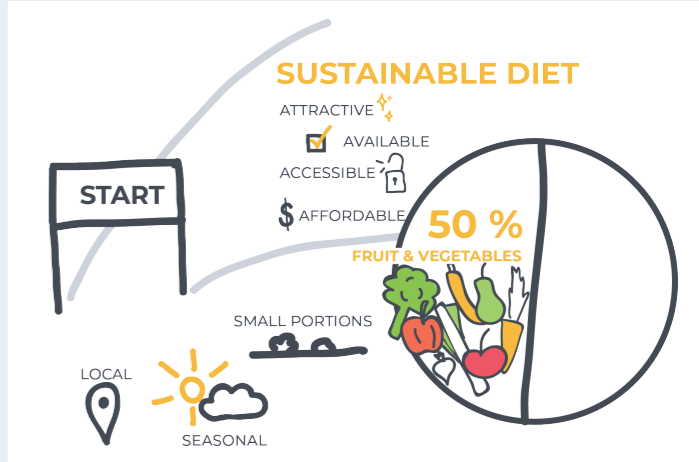 SUSTAINABLE DIET
ATTRACTIVE
AVAILABLE
ACCESSIBLE
START
$ AFFORDABLE
50 %
FRUIT & VEGETABLES
SMALL PORTIONS
LOCAL
SEASONAL